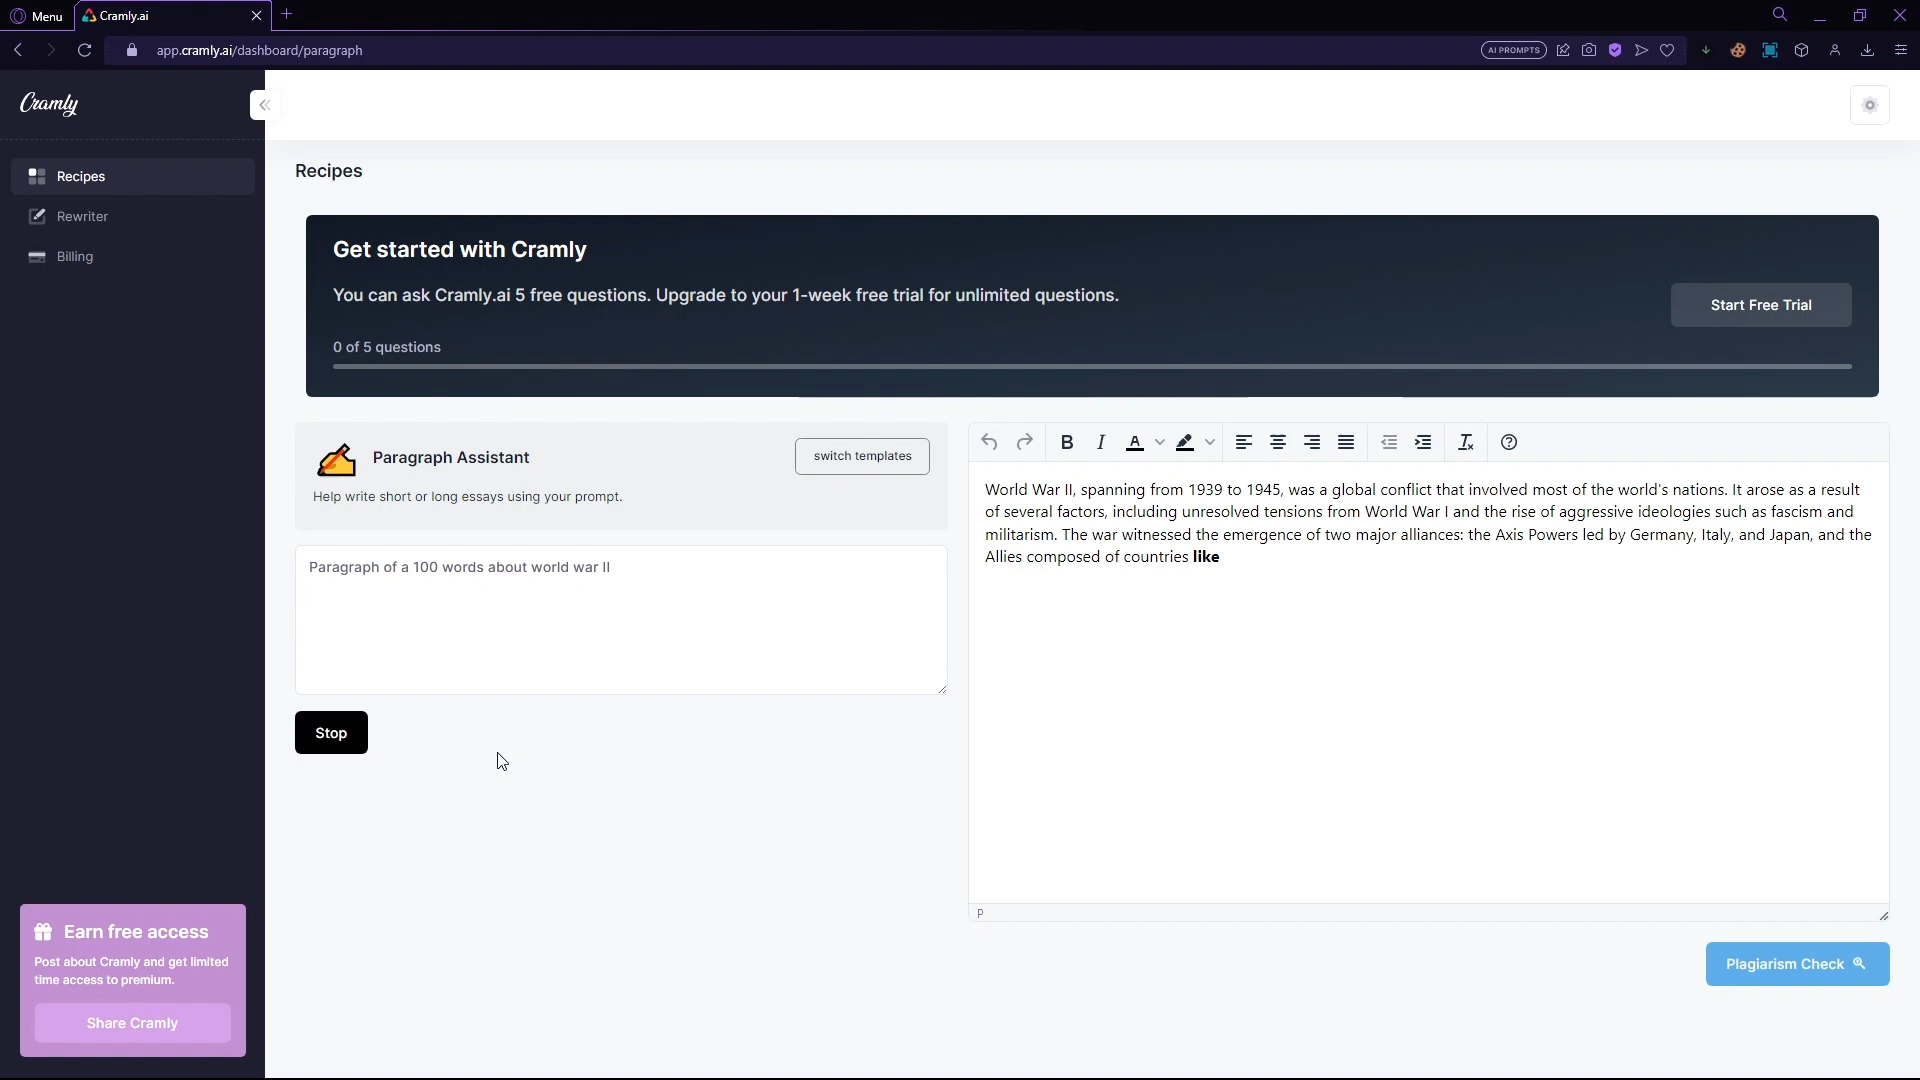 Menu
Cramly.ai
app.cramly.ai/dashboard/paragraph
AI PROMPTS
Cramly
Recipes
Rewriter
Billing
Recipes
Get started with Cramly
You can ask Cramly.ai 5 free questions. Upgrade to your 1-week free trial for unlimited questions.
Start Free Trial
0 of 5 questions
Paragraph Assistant
switch templates
Help write short or long essays using your prompt.
Paragraph of a 100 words about world war II
Stop
World War II, spanning from 1939 to 1945, was a global conflict that involved most of the world's nations. It arose as a result
of several factors, including unresolved tensions from World War I and the rise of aggressive ideologies such as fascism and
militarism. The war witnessed the emergence of two major alliances: the Axis Powers led by Germany, Italy, and Japan, and the
Allies composed of countries like
P
Plagiarism Check
Earn free access
Post about Cramly and get limited
time access to premium.
Share Cramly